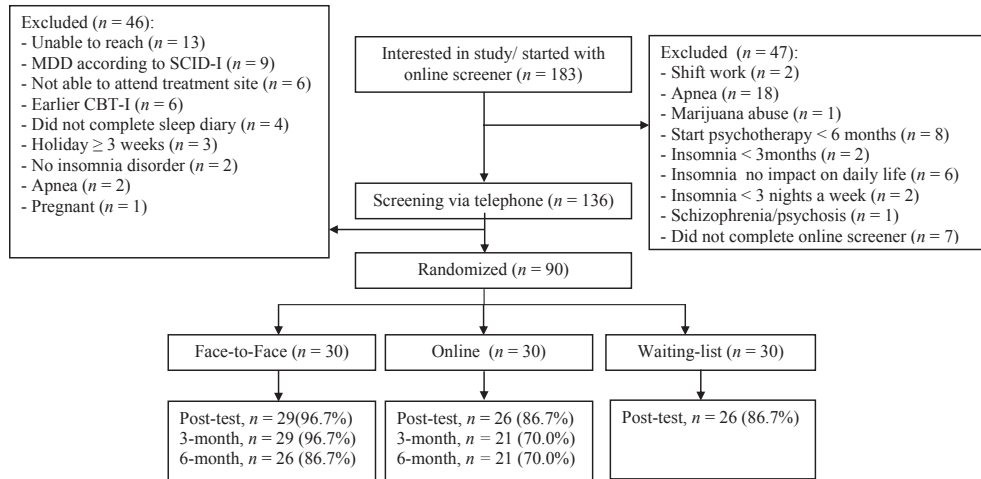 Excluded (n = 46):
- Unable to reach (n = 13)
- MDD according to SCID-I (n = 9)
- Not able to attend treatment site (n = 6)
- Earlier CBT-I (n = 6)
- Did not complete sleep diary (n = 4)
- Holiday ≥ 3 weeks (n = 3)
- No insomnia disorder (n = 2)
- Apnea (n = 2)
- Pregnant (n = 1)
Interested in study/ started with
online screener (n = 183)
Excluded (n = 47):
- Shift work (n = 2)
- Apnea (n = 18)
- Marijuana abuse (n = 1)
- Start psychotherapy < 6 months (n = 8)
- Insomnia < 3months (n = 2)
- Insomnia no impact on daily life (n = 6)
- Insomnia < 3 nights a week (n = 2)
- Schizophrenia/psychosis (n = 1)
- Did not complete online screener (n = 7)
Screening via telephone (n = 136)
Randomized (n = 90)
Face-to-Face (n = 30)
Online (n = 30)
Waiting-list (n = 30)
Post-test, n = 29(96.7%)
3-month, n = 29 (96.7%)
6-month, n = 26 (86.7%)
Post-test, n = 26 (86.7%)
3-month, n = 21 (70.0%)
6-month, n = 21 (70.0%)
Post-test, n = 26 (86.7%)